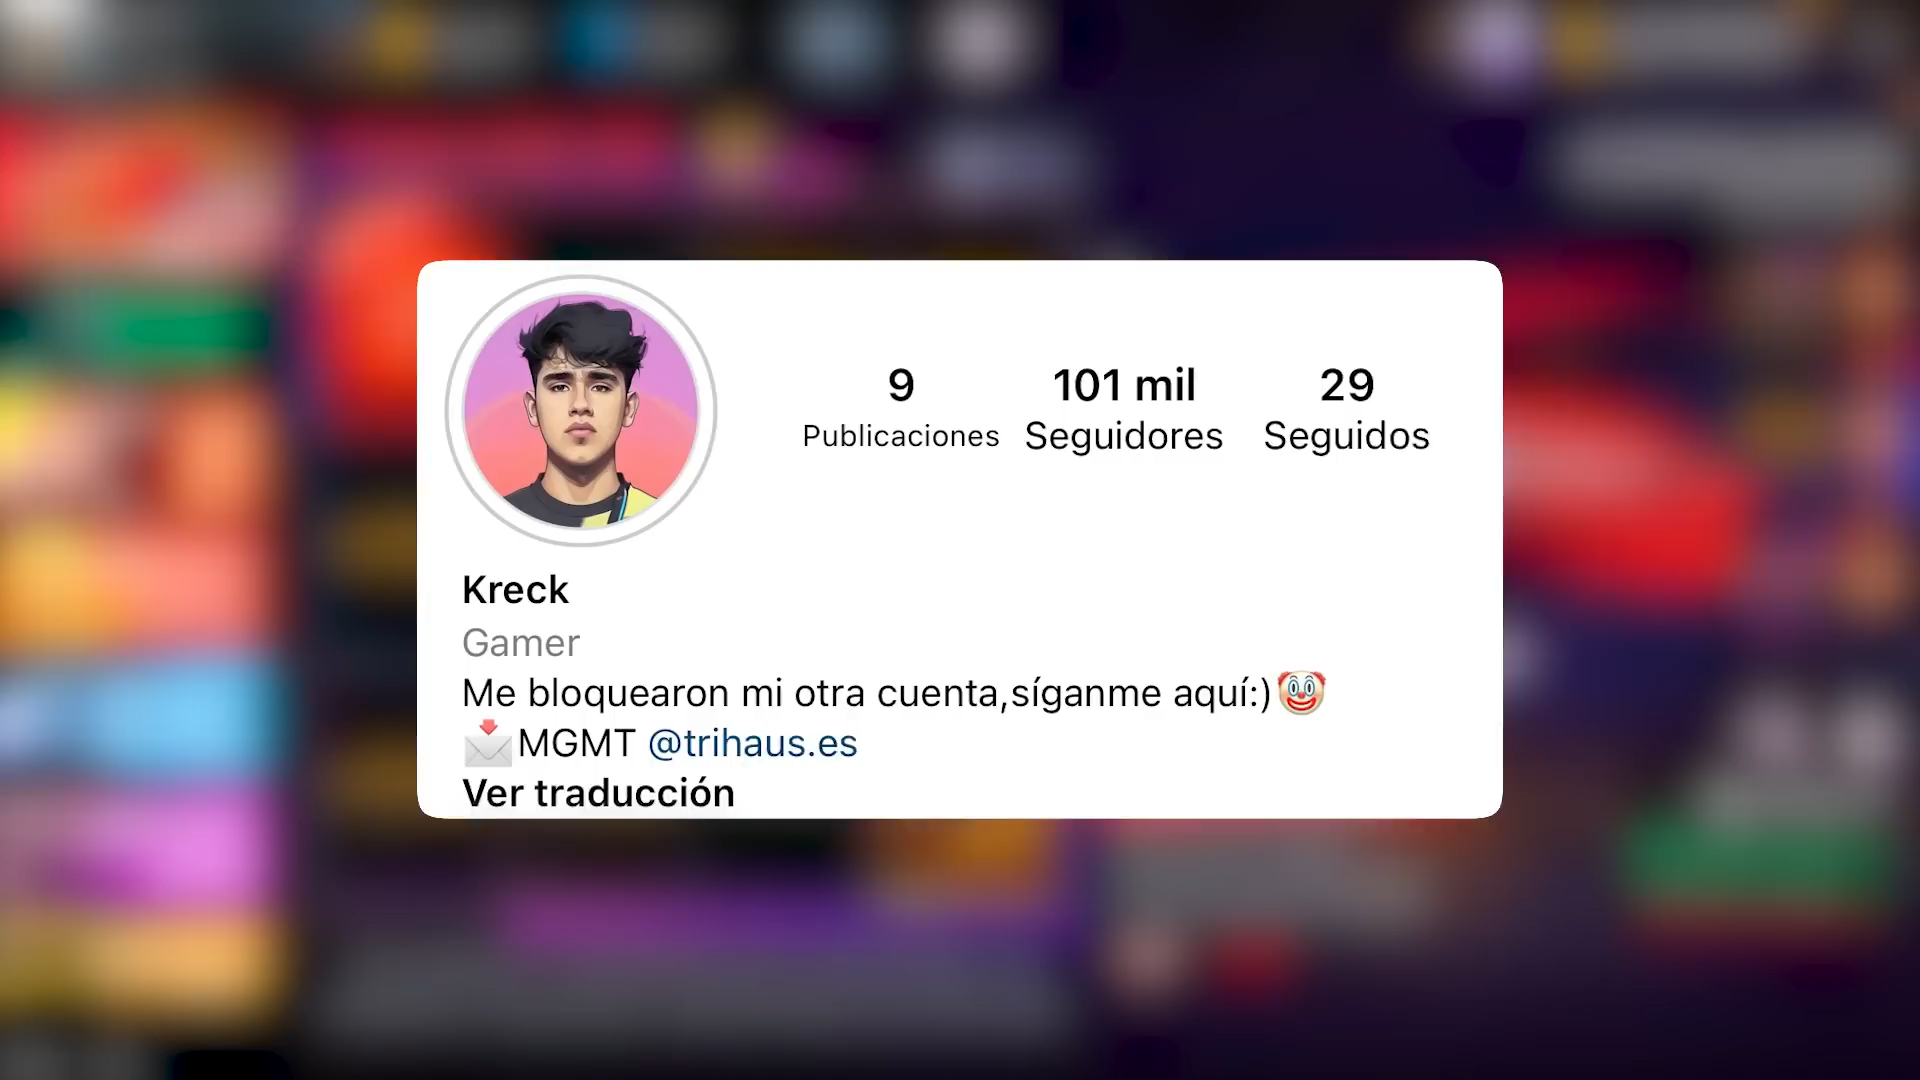 9 101 mil 29
Publicaciones Seguidores Seguidos
Kreck
Gamer
Me bloquearon mi otra cuenta,síganme aquí:)🤡
📩MGMT @trihaus.es
Ver traducción